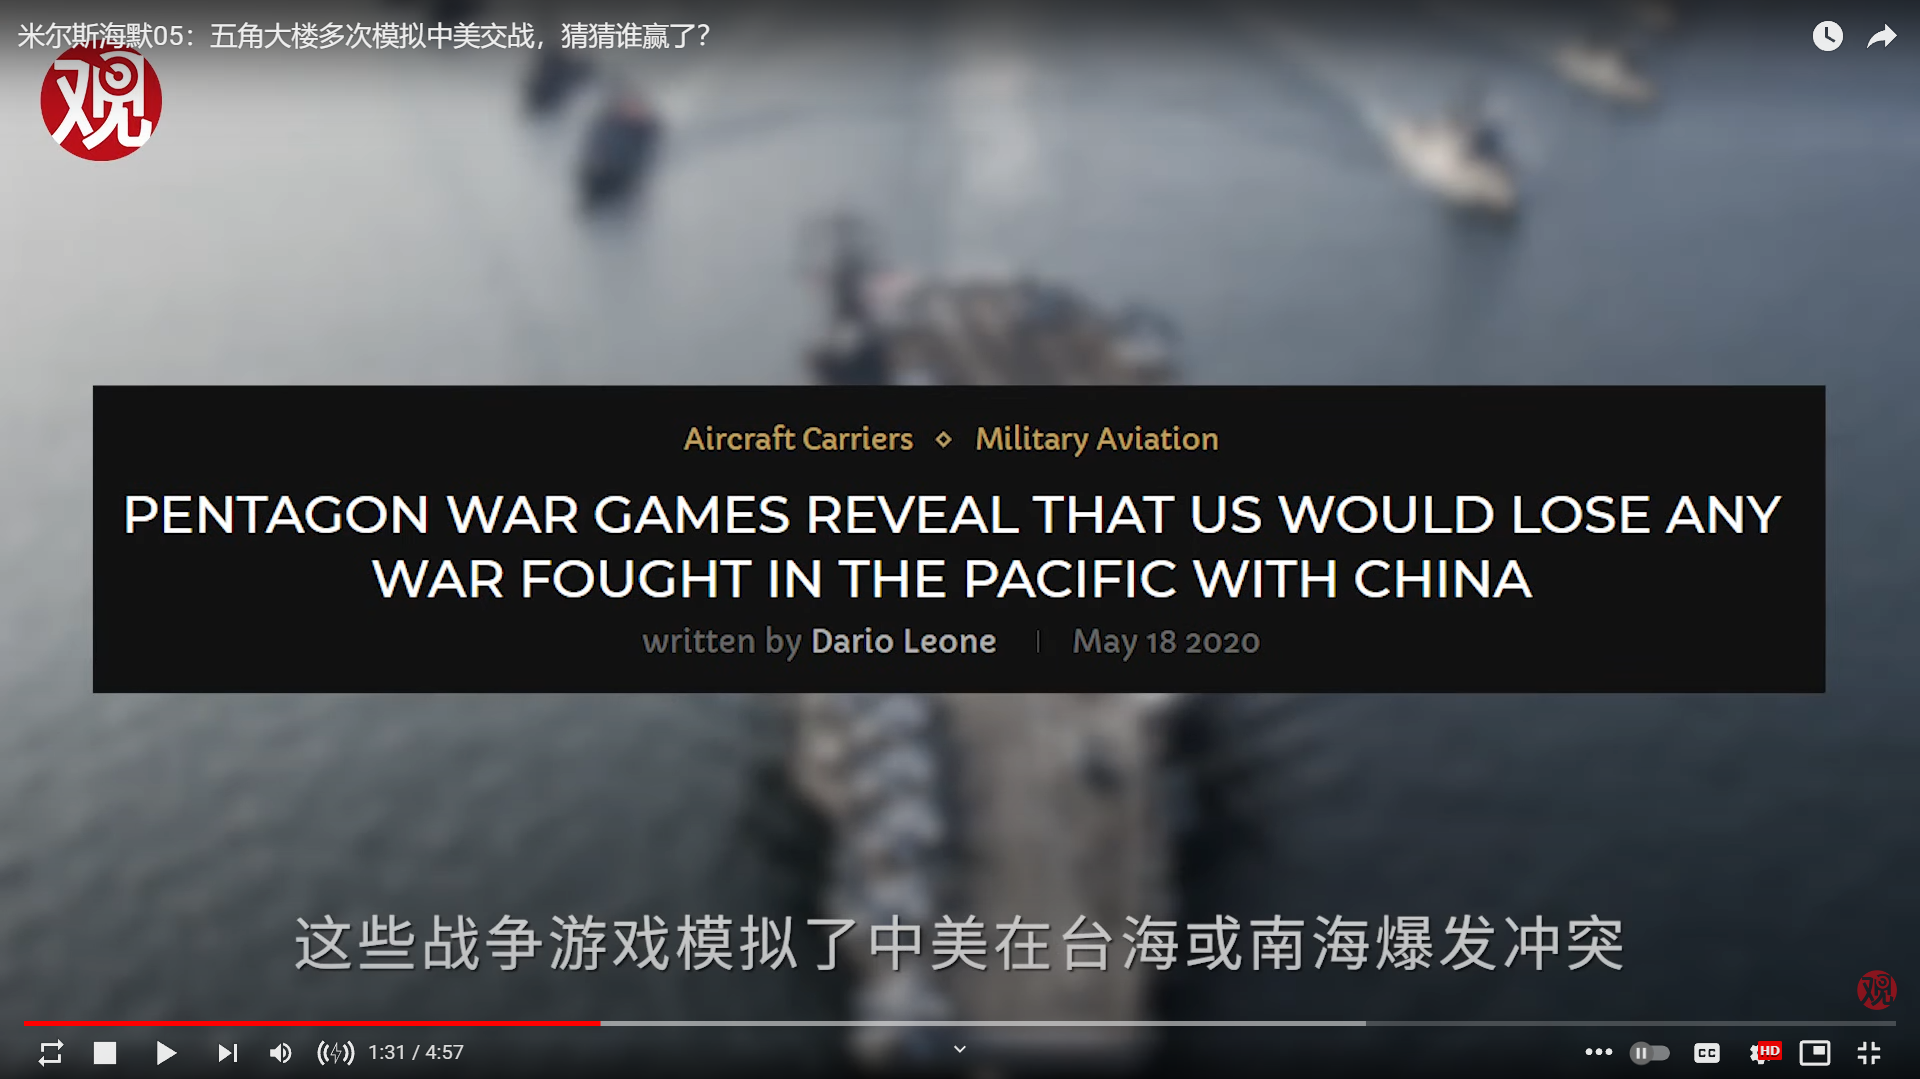 米尔斯海默05：五角大楼多次模拟中美交战，猜猜谁赢了？
观
Aircraft Carriers ⋄ Military Aviation
PENTAGON WAR GAMES REVEAL THAT US WOULD LOSE ANY
WAR FOUGHT IN THE PACIFIC WITH CHINA
written by Dario Leone | May 18 2020
这些战争游戏模拟了中美在台海或南海爆发冲突
观
1:31 / 4:57
CC
HD